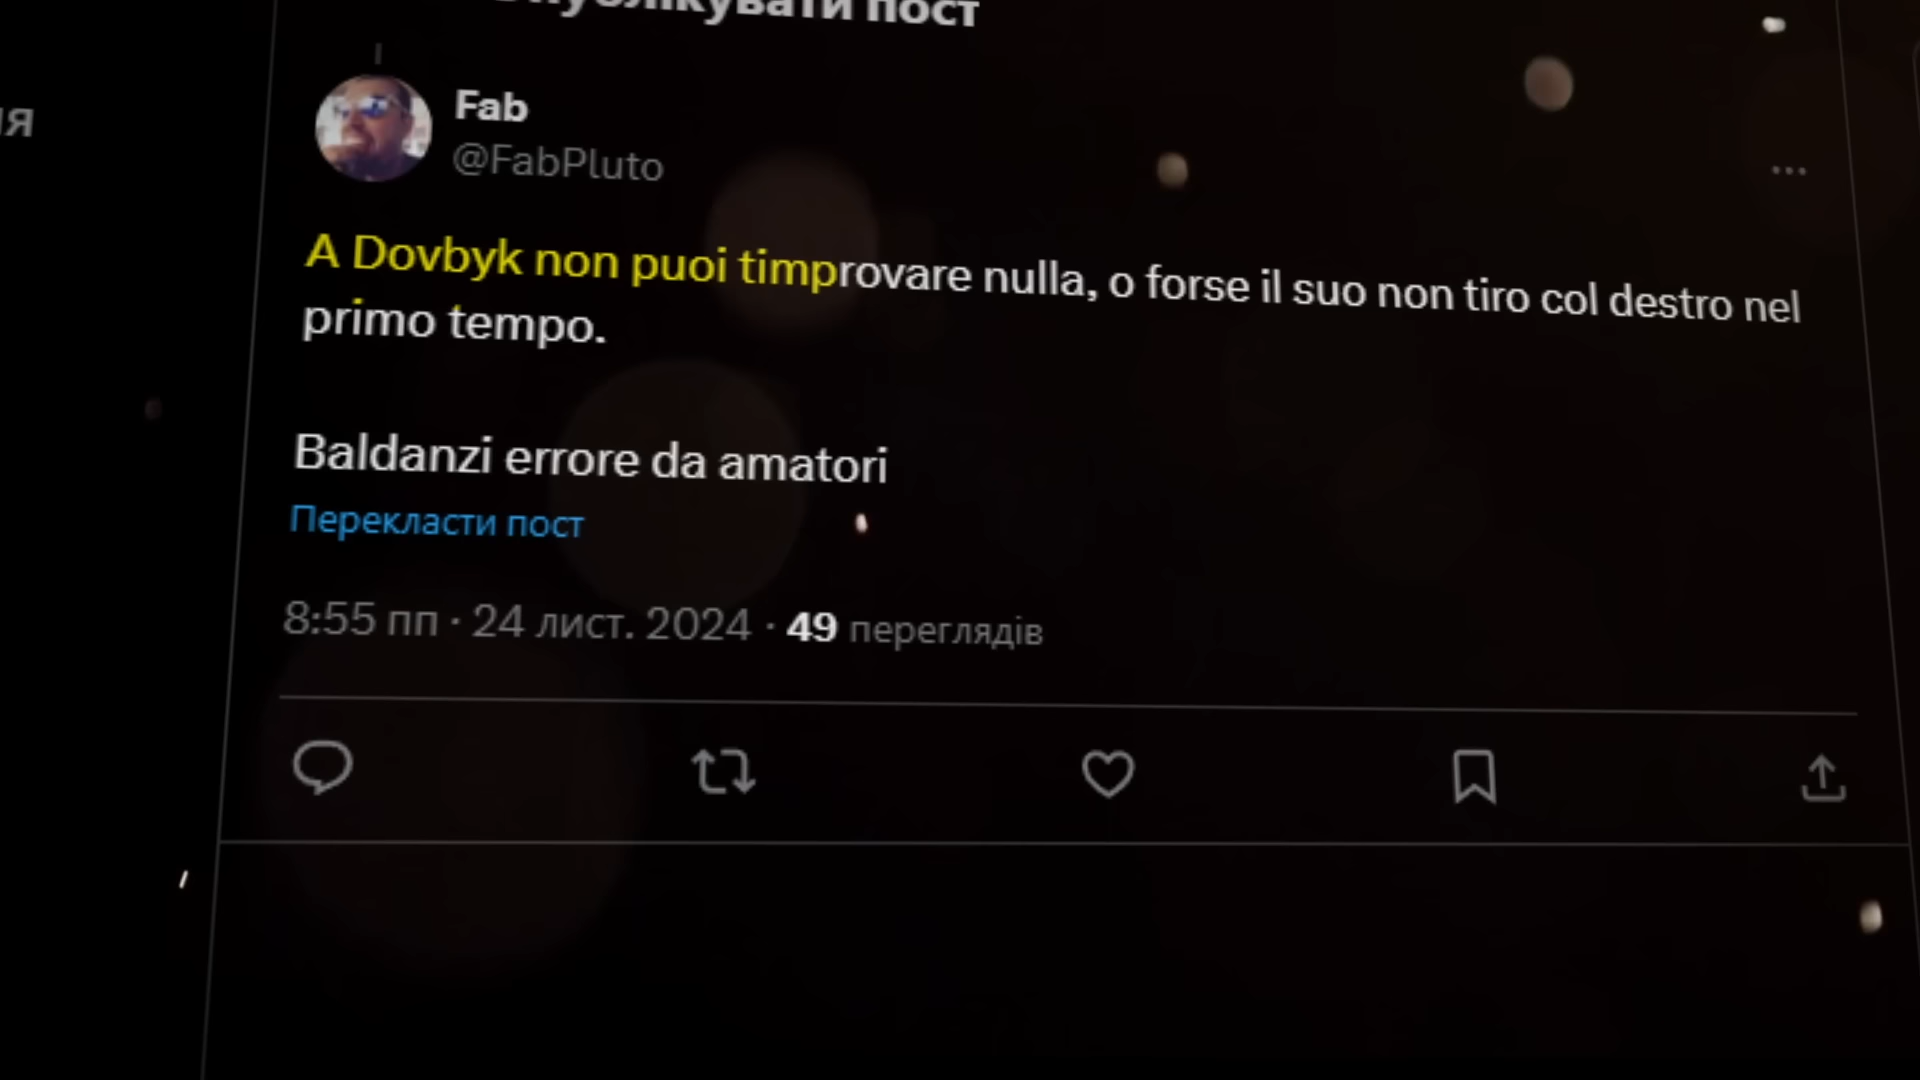 пост
Fab
@FabPluto
A Dovbyk non puoi timprovare nulla, o forse il suo non tiro col destro nel
primo tempo.
Baldanzi errore da amatori
Перекласти пост
8:55 пп · 24 лист. 2024 · 49 переглядів